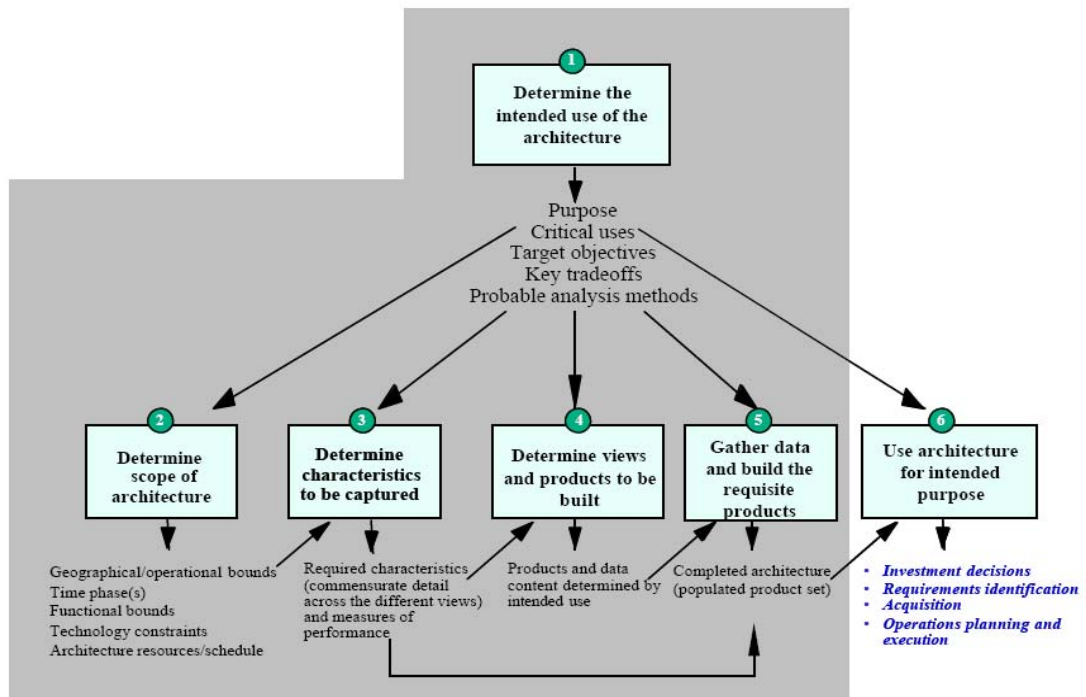 1
Determine the
intended use of the
architecture
Purpose
Critical uses
Target objectives
Key tradeoffs
Probable analysis methods
2
Determine
scope of
architecture
3
Determine
characteristics
to be captured
4
Determine views
and products to be
built
5
Gather data
and build the
requisite
products
6
Use architecture
for intended
purpose
Geographical/operational bounds
Time phase(s)
Functional bounds
Technology constraints
Architecture resources/schedule
Required characteristics
(commensurate detail
across the different views)
and measures of
performance
Products and data
content determined by
intended use
Completed architecture
(populated product set)
• Investment decisions
• Requirements identification
• Acquisition
• Operations planning and
execution